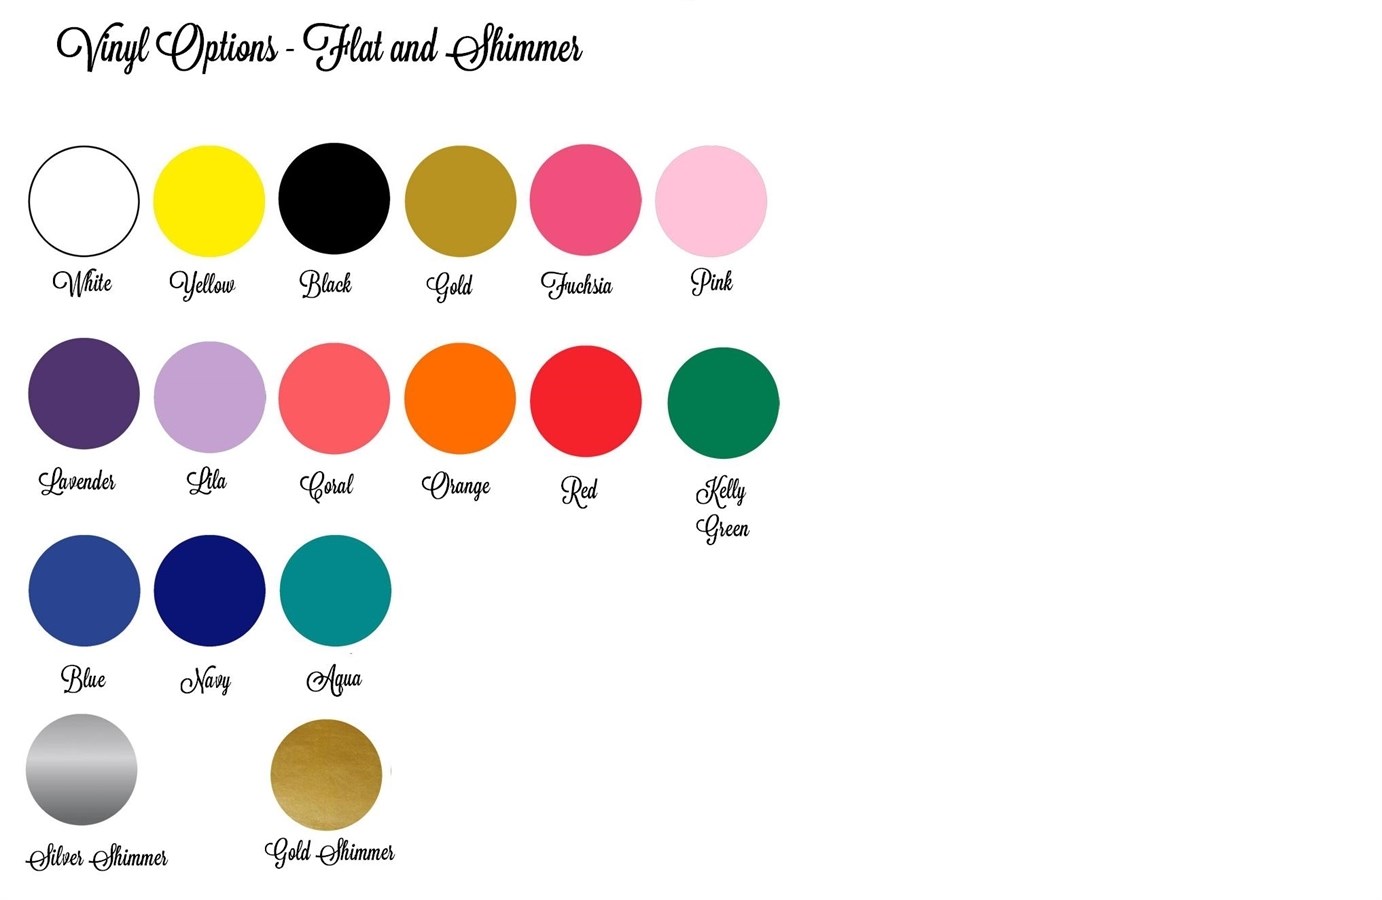 Vinyl Options - Flat and Shimmer
White Yellow Black Gold Fuchsia Pink
Lavender Lila Coral Orange Red Kelly
Green
Blue Navy Aqua
Silver Shimmer Gold Shimmer